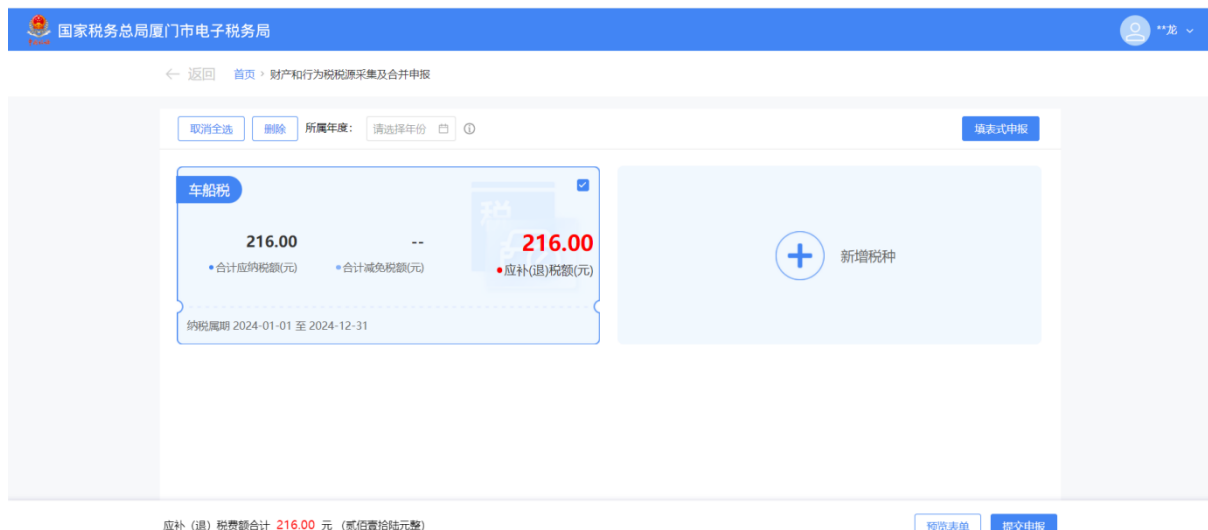 国家税务总局厦门市电子税务局
**龙
返回 首页 > 财产和行为税税源采集及合并申报
取消全选 删除 所属年度： 请选择年份 填表式申报
车船税
216.00 -- 216.00
•合计应纳税额(元) •合计减免税额(元) •应补(退)税额(元)
新增税种
纳税属期 2024-01-01 至 2024-12-31
应补（退）税费额合计 216.00 元 （贰佰壹拾陆元整）
预览表单 提交申报